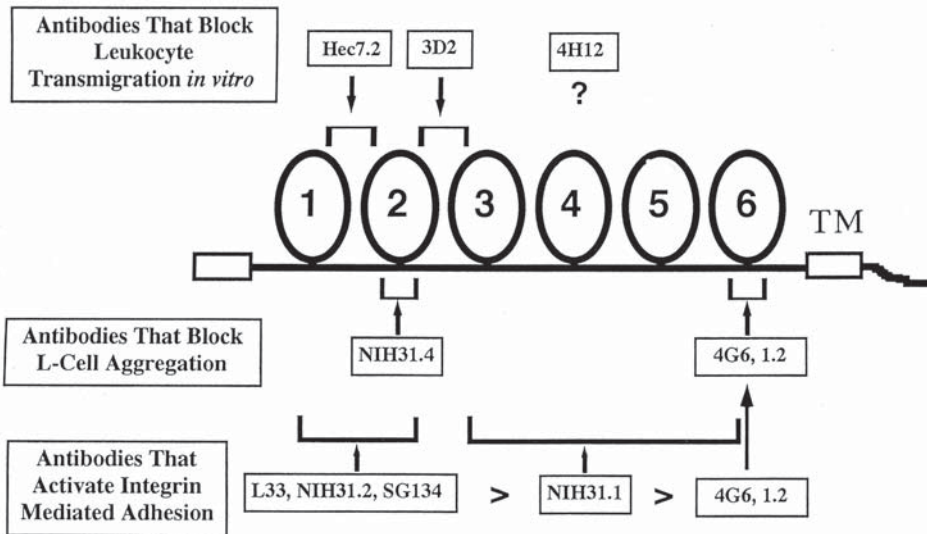 Antibodies That Block
Leukocyte
Transmigration in vitro
Hec7.2
3D2
4H12
?
1 2 3 4 5 6
TM
Antibodies That Block
L-Cell Aggregation
NIH31.4
4G6, 1.2
Antibodies That
Activate Integrin
Mediated Adhesion
L33, NIH31.2, SG134 > NIH31.1 > 4G6, 1.2